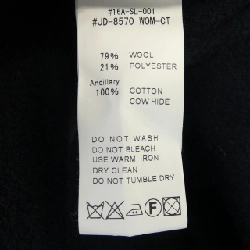 #16A-SL-001
#JD-8570 WOM-CT
79% WOOL
21% POLYESTER
Ancillary
100% COTTON
COW HIDE
DO NOT WASH
DO NOT BLEACH
USE WARM IRON
DRY CLEAN
DO NOT TUMBLE DRY
F